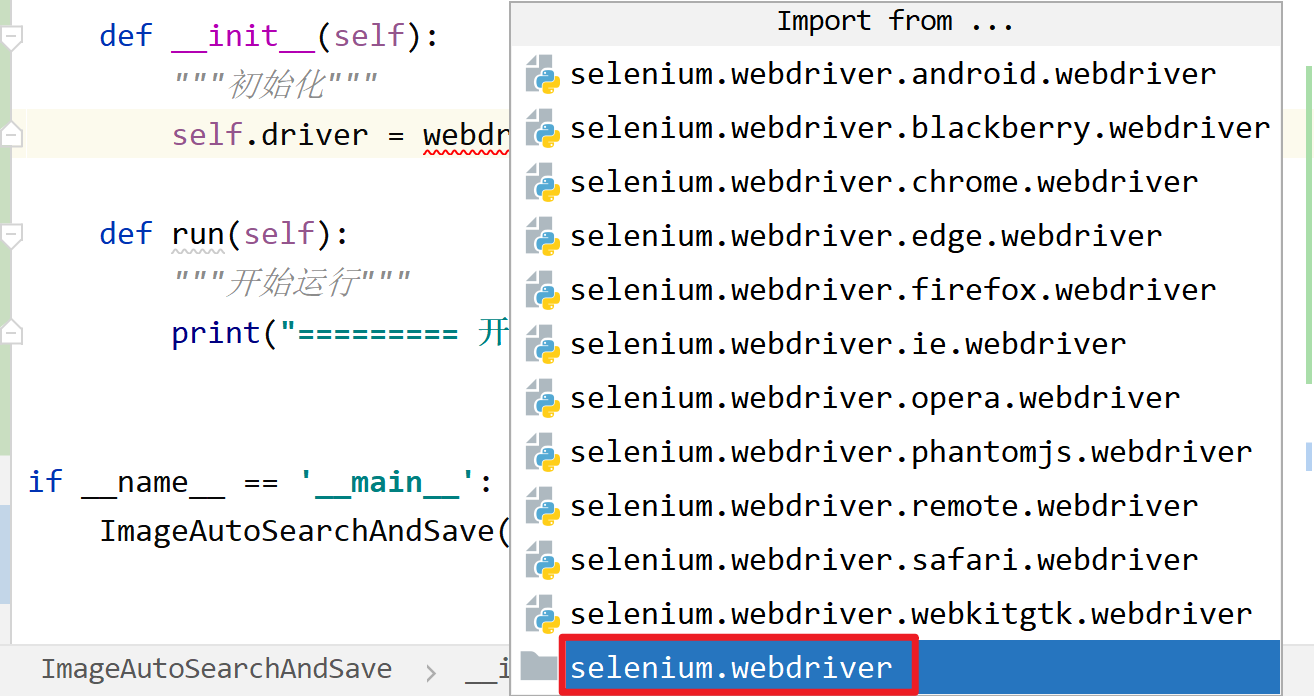 def __init__(self):
"""初始化"""
self.driver = webdr
def run(self):
"""开始运行"""
print("========= 开
if __name__ == '__main__':
ImageAutoSearchAndSave(
ImageAutoSearchAndSave > __i
Import from ...
selenium.webdriver.android.webdriver
selenium.webdriver.blackberry.webdriver
selenium.webdriver.chrome.webdriver
selenium.webdriver.edge.webdriver
selenium.webdriver.firefox.webdriver
selenium.webdriver.ie.webdriver
selenium.webdriver.opera.webdriver
selenium.webdriver.phantomjs.webdriver
selenium.webdriver.remote.webdriver
selenium.webdriver.safari.webdriver
selenium.webdriver.webkitgtk.webdriver
selenium.webdriver